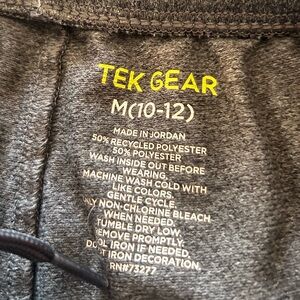 TEK GEAR
M(10-12)
MADE IN JORDAN
50% RECYCLED POLYESTER
50% POLYESTER
WASH INSIDE OUT BEFORE
WEARING.
MACHINE WASH COLD WITH
LIKE COLORS.
GENTLE CYCLE.
LY NON-CHLORINE BLEACH
WHEN NEEDED.
TUMBLE DRY LOW.
REMOVE PROMPTLY.
IRON IF NEEDED.
T IRON DECORATION.
RN#73277